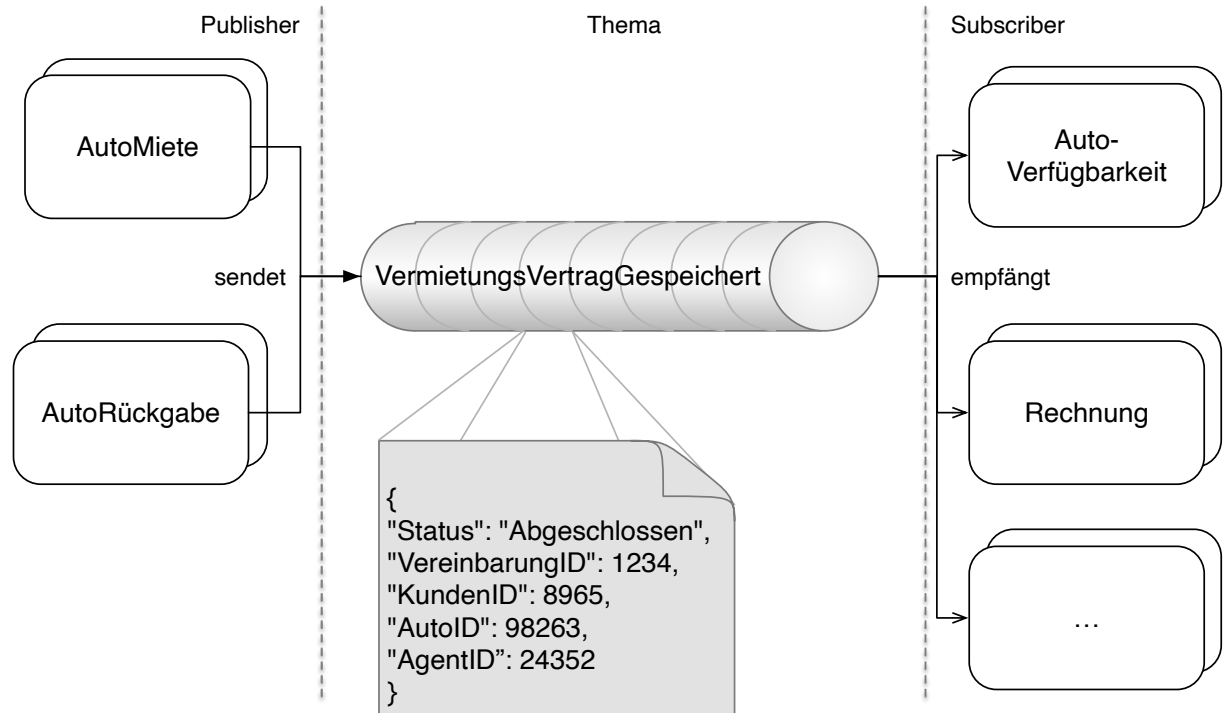 Publisher
Thema
Subscriber
AutoMiete
Auto-
Verfügbarkeit
sendet
VermietungsVertragGespeichert
empfängt
AutoRückgabe
Rechnung
{
"Status": "Abgeschlossen",
"VereinbarungID": 1234,
"KundenID": 8965,
"AutoID": 98263,
"AgentID”: 24352
}
…